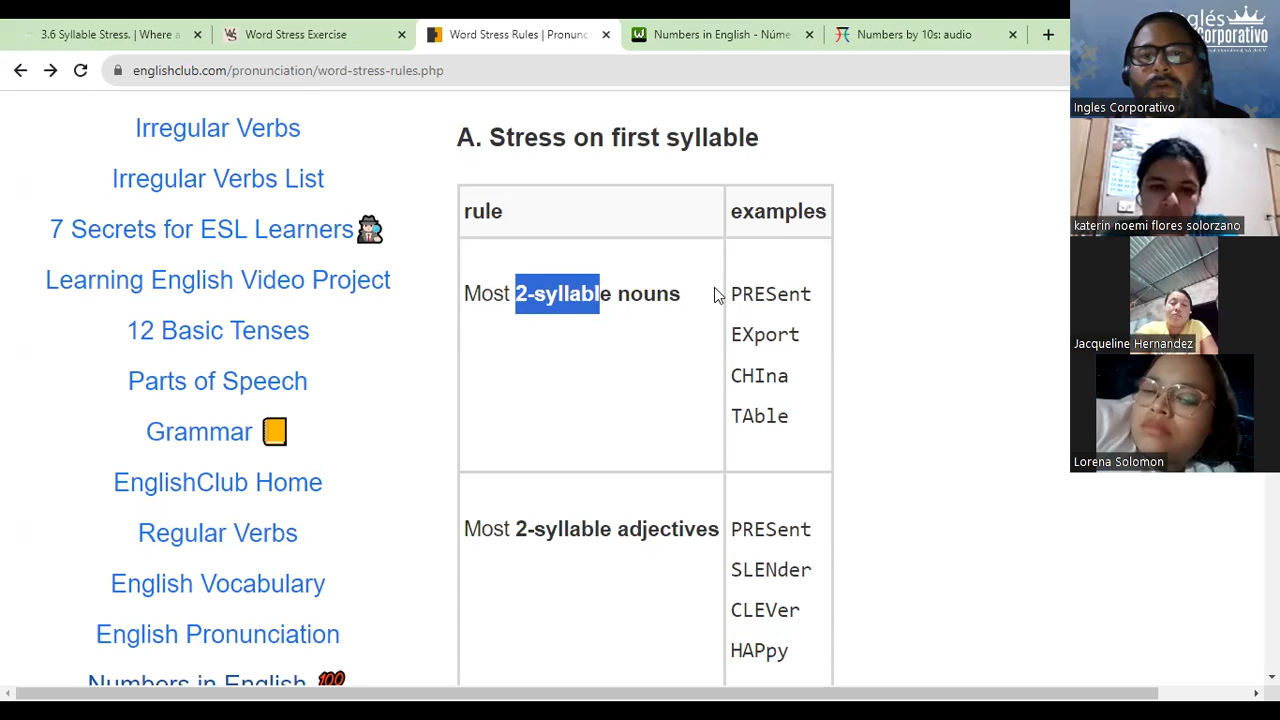 3.6 Syllable Stress. | Where a
Word Stress Exercise
Word Stress Rules | Pronunc
Numbers in English - Núme
Numbers by 10s: audio
englishclub.com/pronunciation/word-stress-rules.php
Irregular Verbs
Irregular Verbs List
7 Secrets for ESL Learners
Learning English Video Project
12 Basic Tenses
Parts of Speech
Grammar
EnglishClub Home
Regular Verbs
English Vocabulary
English Pronunciation
Numbers in English 100
A. Stress on first syllable
rule examples
Most 2-syllable nouns PRESent
EXport
CHIna
TAble
Most 2-syllable adjectives PRESent
SLENder
CLEVer
HAPpy
Inglés
Corporativo
Ingles Corporativo
katerin noemi flores solorzano
Jacqueline Hernandez
Lorena Solomon